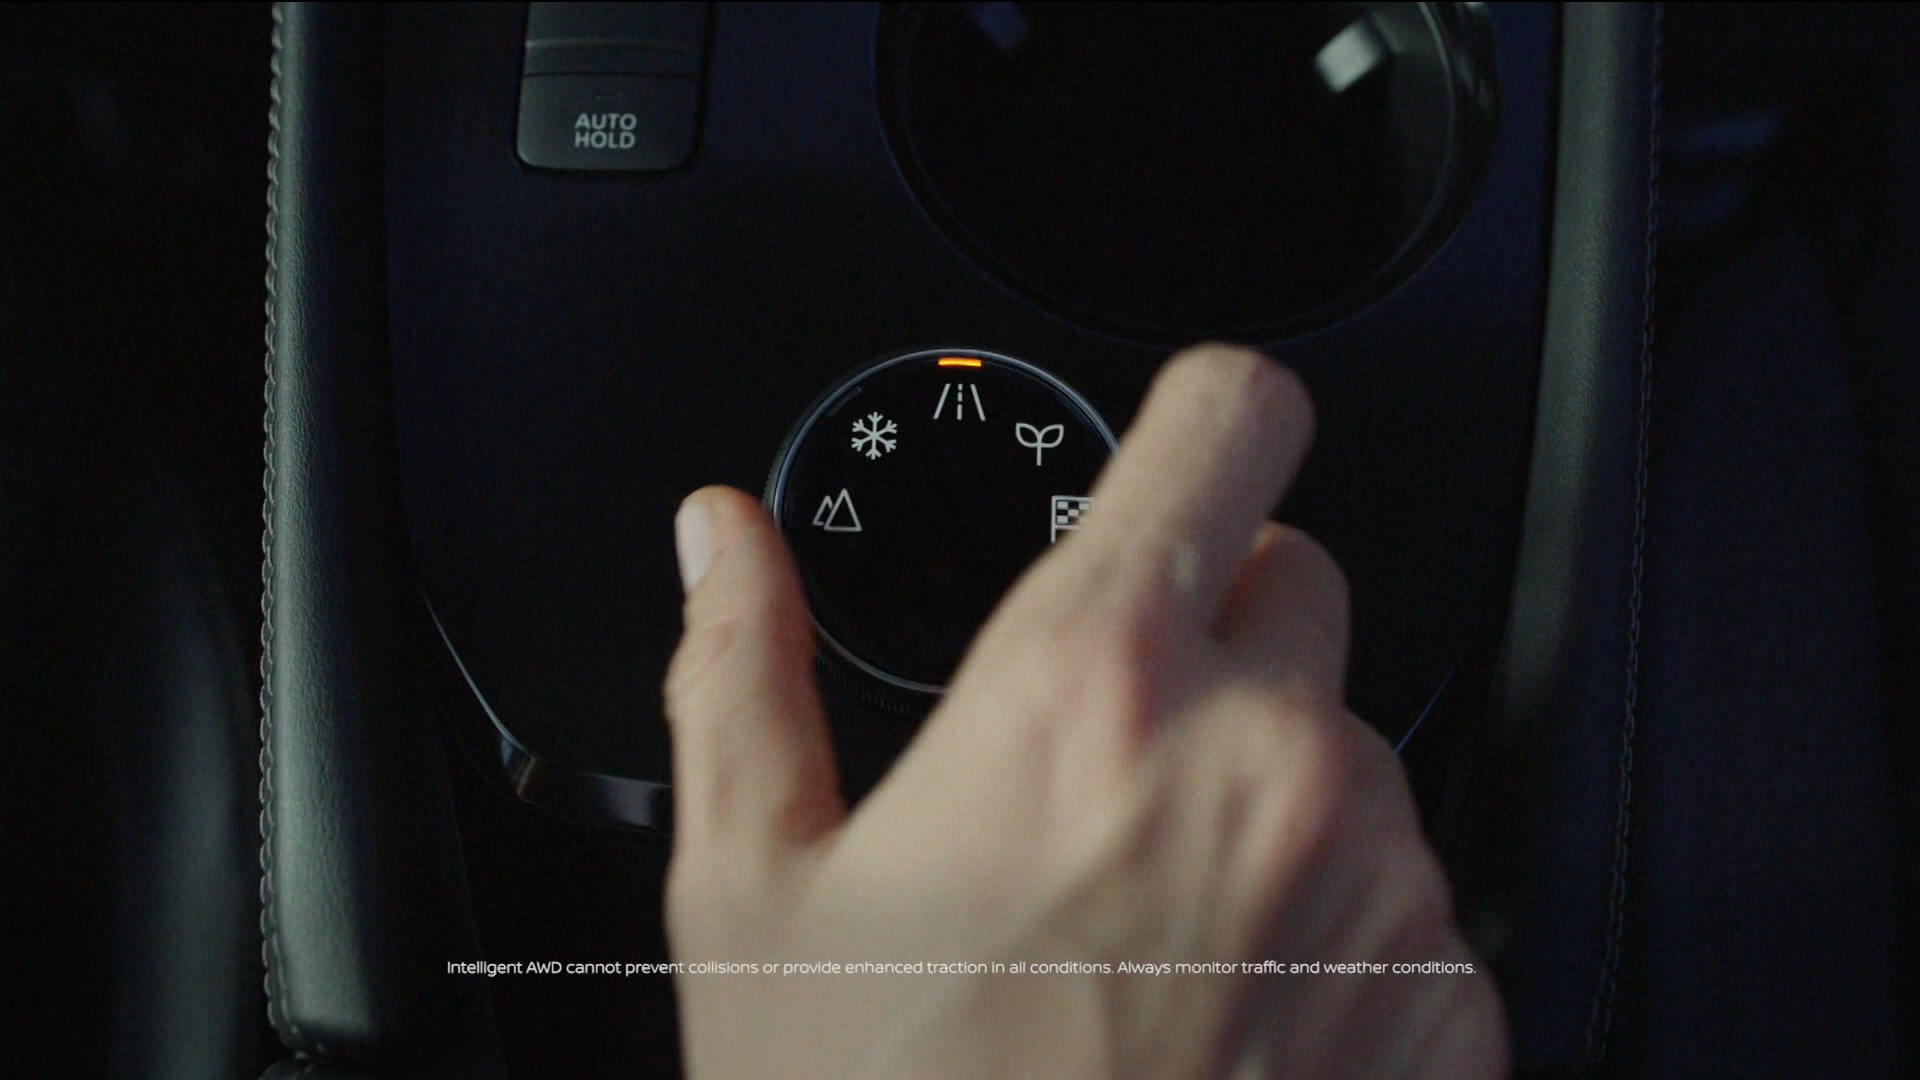 AUTO
HOLD
Intelligent AWD cannot prevent collisions or provide enhanced traction in all conditions. Always monitor traffic and weather conditions.